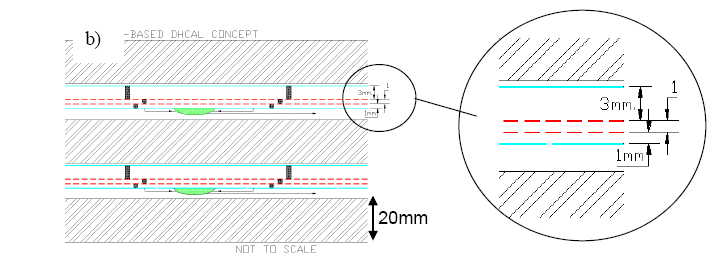 b)
-BASED DHCAL CONCEPT
3mm
1
1mm
3mm
1
1mm
20mm
NOT TO SCALE